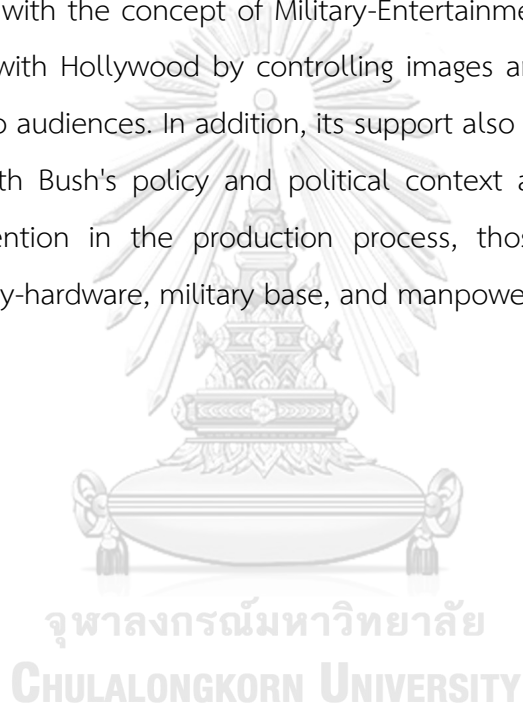 with the concept of Military-Entertainme
with Hollywood by controlling images an
o audiences. In addition, its support also
th Bush's policy and political context a
ention in the production process, thos
y-hardware, military base, and manpowe
จุฬาลงกรณ์มหาวิทยาลัย
CHULALONGKORN UNIVERSITY